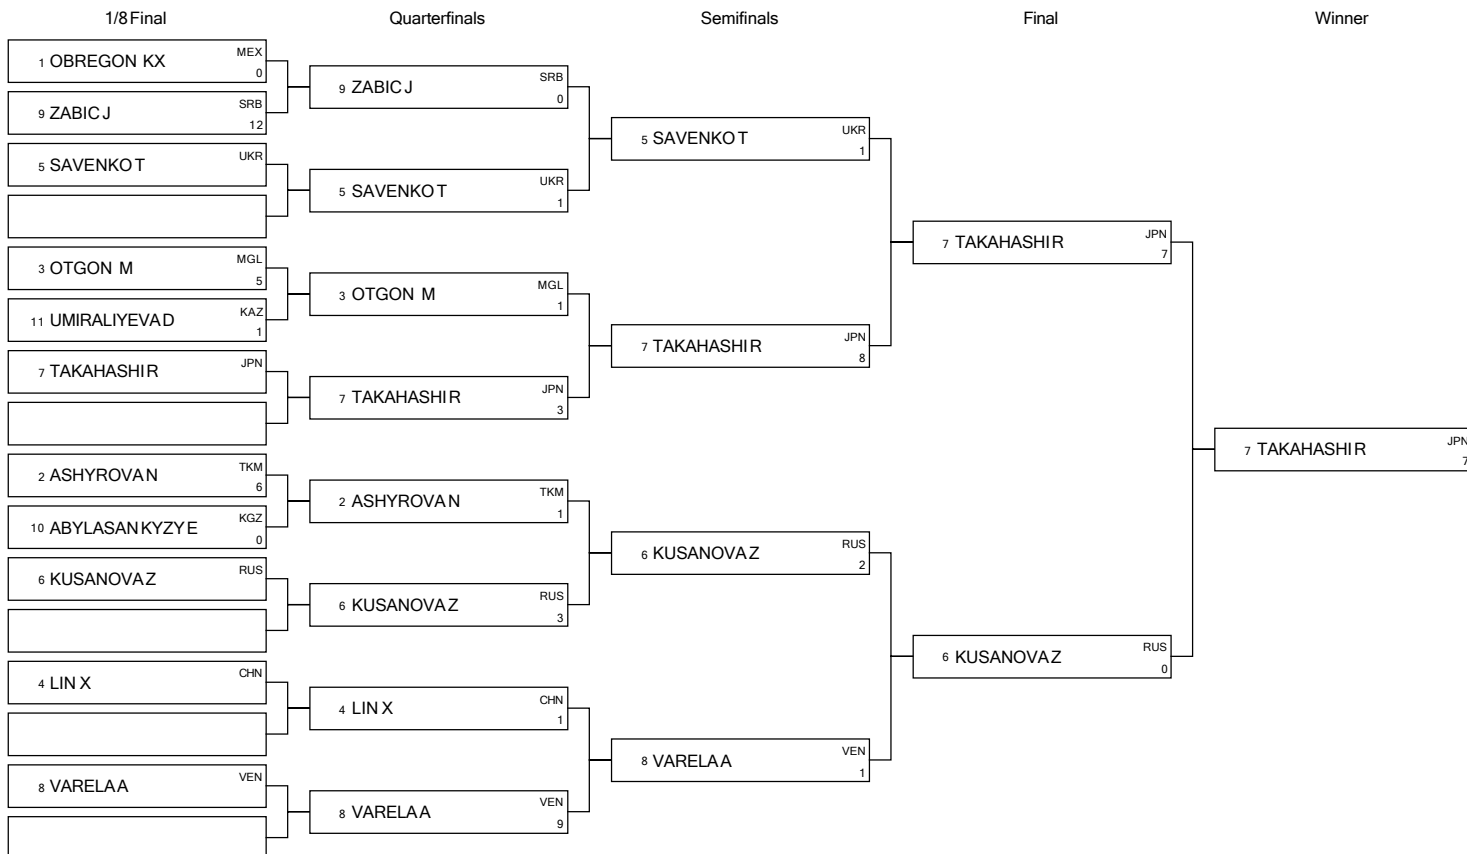 1/8 Final Quarterfinals Semifinals Final Winner
1 OBREGON KX MEX
0
9 ZABIC J SRB
12
5 SAVENKO T UKR
3 OTGON M MGL
5
11 UMIRALIYEVA D KAZ
1
7 TAKAHASHI R JPN
2 ASHYROVA N TKM
6
10 ABYLASAN KYZY E KGZ
0
6 KUSANOVA Z RUS
4 LIN X CHN
8 VARELA A VEN
9 ZABIC J SRB
0
5 SAVENKO T UKR
1
3 OTGON M MGL
1
7 TAKAHASHI R JPN
3
2 ASHYROVA N TKM
1
6 KUSANOVA Z RUS
3
4 LIN X CHN
1
8 VARELA A VEN
9
5 SAVENKO T UKR
1
7 TAKAHASHI R JPN
8
6 KUSANOVA Z RUS
2
8 VARELA A VEN
1
7 TAKAHASHI R JPN
7
6 KUSANOVA Z RUS
0
7 TAKAHASHI R JPN
7